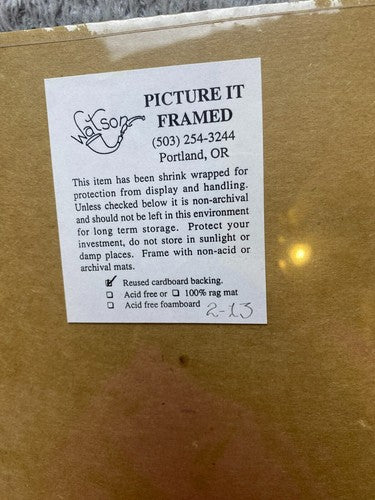 Watson
PICTURE IT
FRAMED
(503) 254-3244
Portland, OR
This item has been shrink wrapped for
protection from display and handling.
Unless checked below it is non-archival
and should not be left in this environment
for long term storage. Protect your
investment, do not store in sunlight or
damp places. Frame with non-acid or
archival mats.
Reused cardboard backing.
Acid free or 100% rag mat
Acid free foamboard
2-13